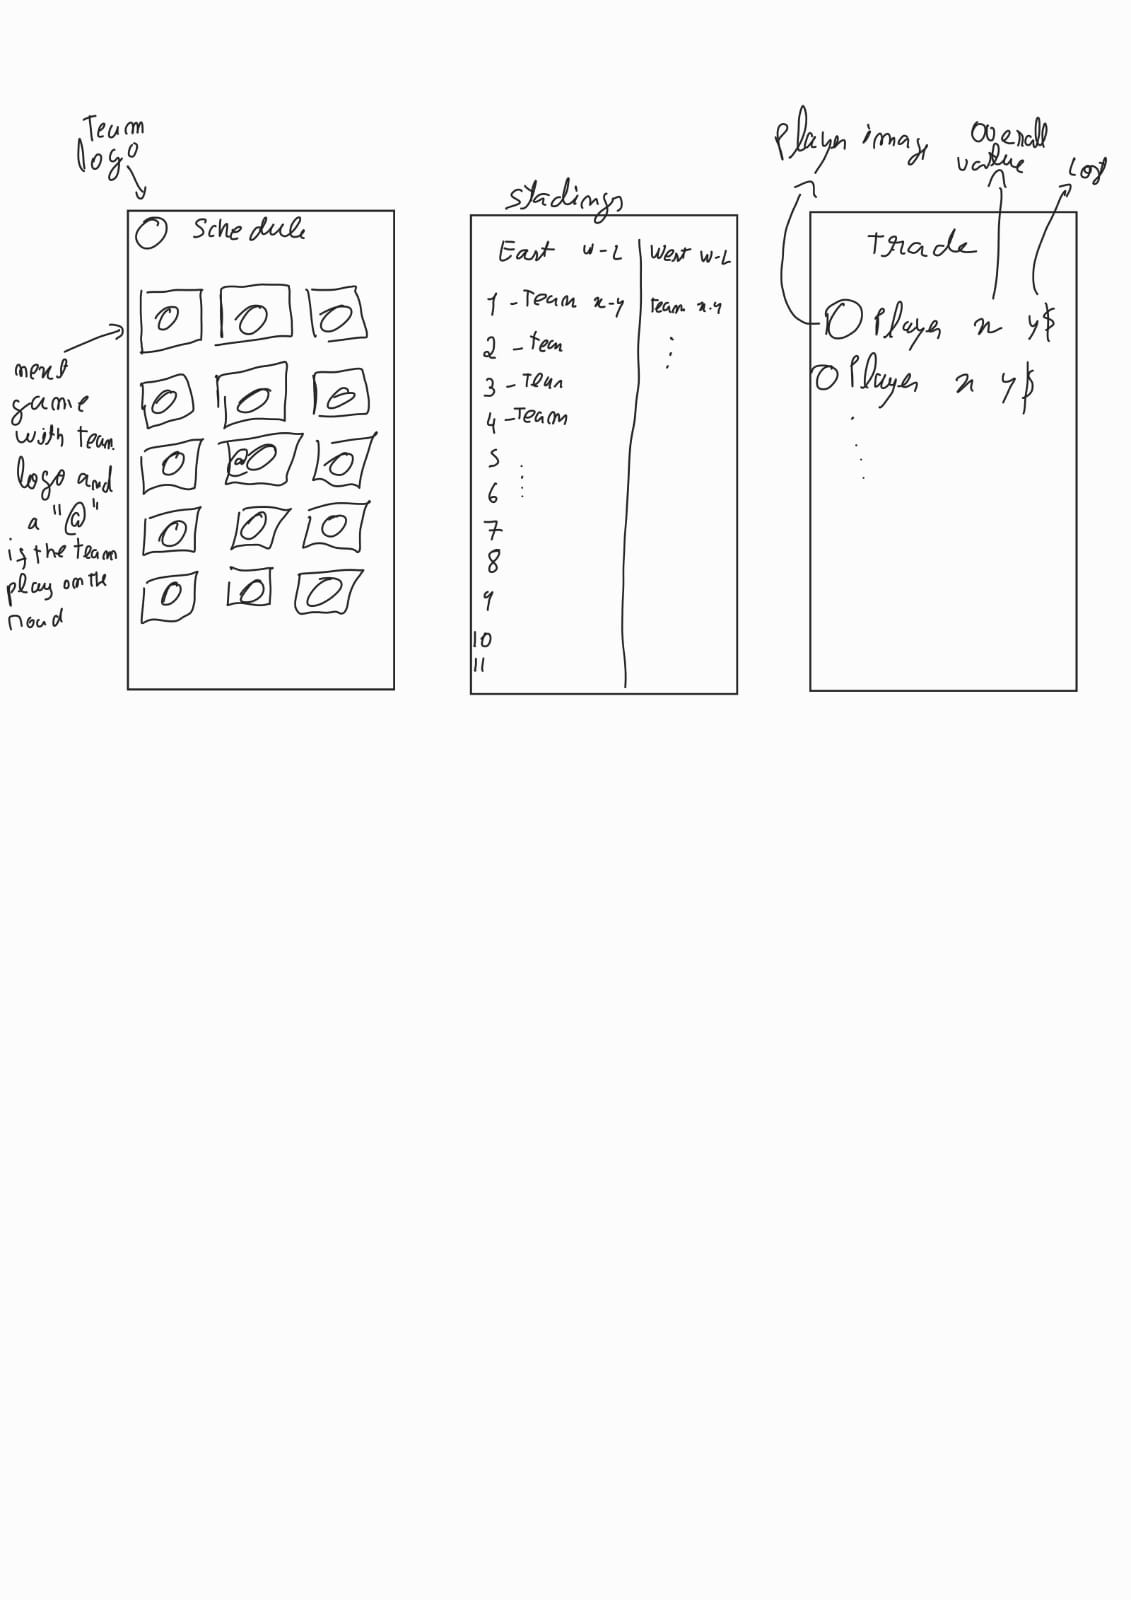 Team
logo
Schedule
next
game
with team
logo and
a "@"
if the team
play on the
road
@
Stadings
East W-L
West W-L
1 - Team x-y
Team x-y
2 - Team
3 - Team
4 - Team
5
6
7
8
9
10
11
Player image
Overall
value
Cost
Trade
Player x y$
Player x y$